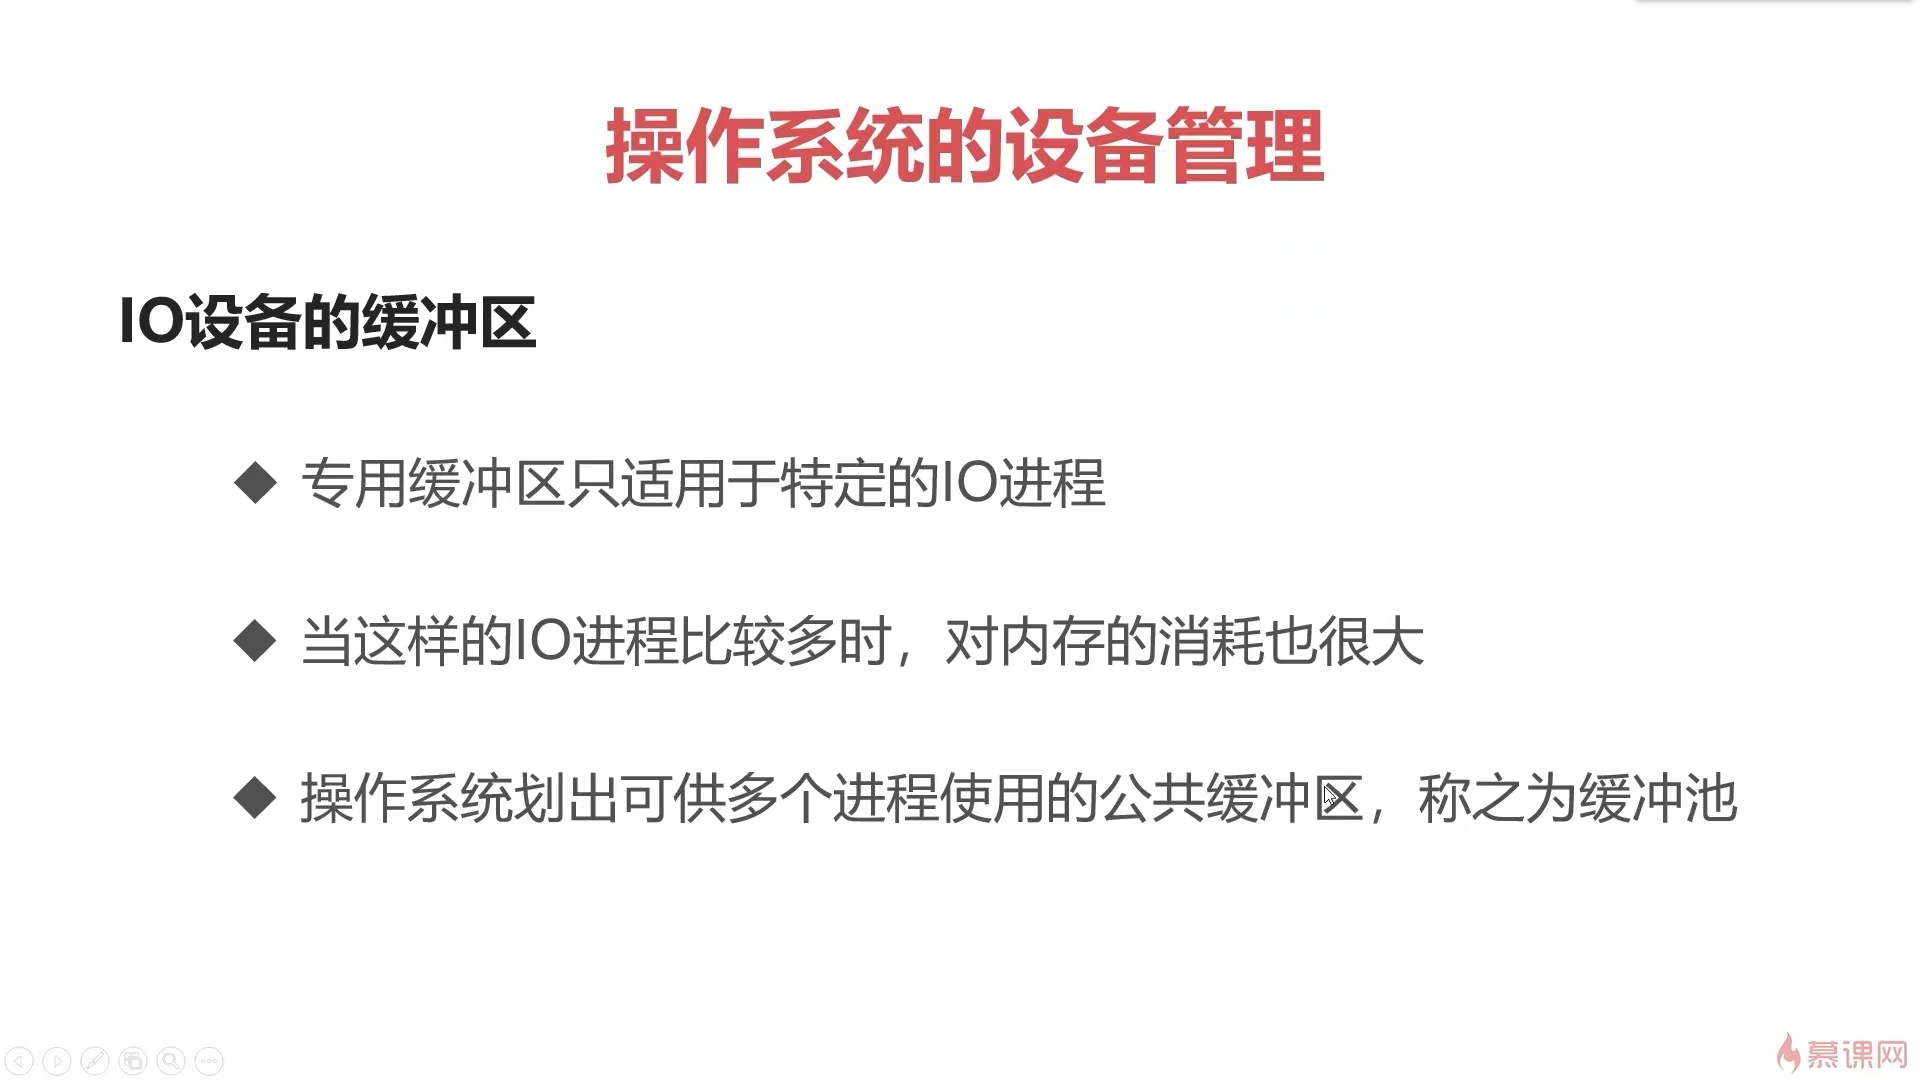 操作系统的设备管理
IO设备的缓冲区
◆ 专用缓冲区只适用于特定的IO进程
◆ 当这样的IO进程比较多时，对内存的消耗也很大
◆ 操作系统划出可供多个进程使用的公共缓冲区，称之为缓冲池
慕课网